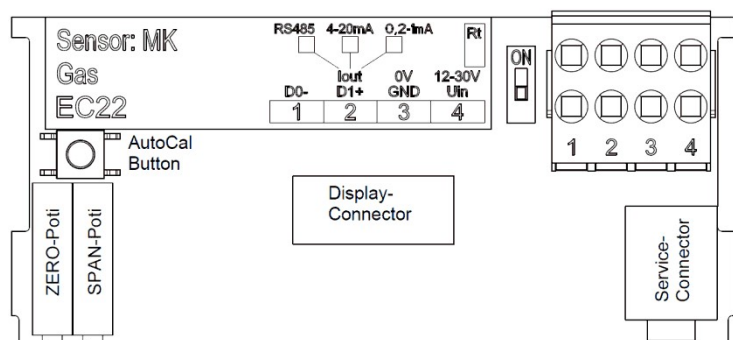 Sensor: MK
Gas
EC22
RS485 4-20mA 0,2-1mA Rt
Iout 0V 12-30V
D0- D1+ GND Uin
1 2 3 4
ON
1 2 3 4
AutoCal
Button
Display-
Connector
ZERO-Poti
SPAN-Poti
Service-
Connector